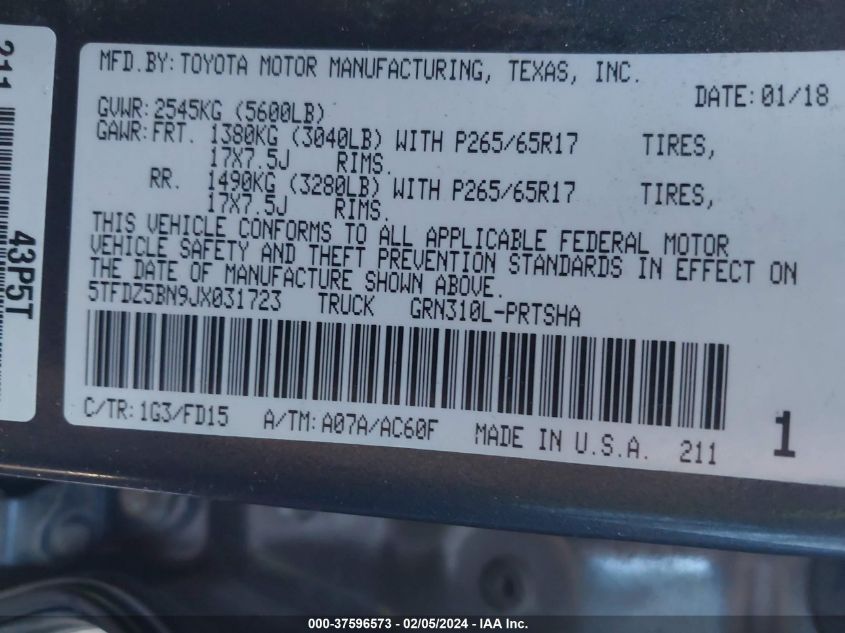 MFD.BY: TOYOTA MOTOR MANUFACTURING, TEXAS, INC.
DATE: 01/18
GVWR: 2545KG (5600LB)
GAWR: FRT. 1380KG (3040LB) WITH P265/65R17 TIRES,
17X7.5J RIMS.
RR. 1490KG (3280LB) WITH P265/65R17 TIRES,
17X7.5J RIMS.
THIS VEHICLE CONFORMS TO ALL APPLICABLE FEDERAL MOTOR
VEHICLE SAFETY AND THEFT PREVENTION STANDARDS IN EFFECT ON
THE DATE OF MANUFACTURE SHOWN ABOVE.
5TFDZ5BN9JX031723 TRUCK GRN310L-PRTSHA
C/TR: 1G3/FD15 A/TM: A07A/AC60F MADE IN U.S.A. 211 1
211
43P5T
000-37596573 - 02/05/2024 - IAA Inc.